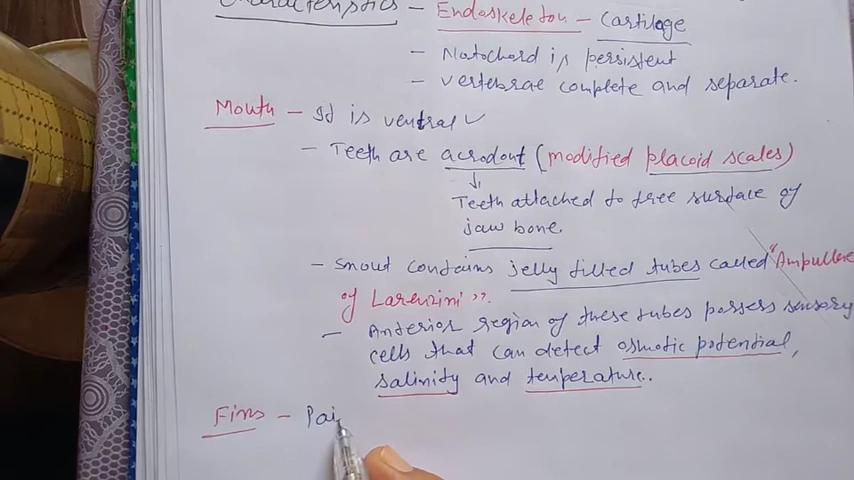 Characteristics - Endoskeleton - Cartilage
- Notochord is persistent
- vertebrae complete and separate.
Mouth - It is ventral ✓
- Teeth are acrodont (modified placoid scales)
↓
Teeth attached to free surface of
jaw bone.
- Snout contains jelly filled tubes called "Ampullae
of Lorenzini".
- Anterior region of these tubes possess sensory
cells that can detect osmotic potential,
salinity and temperature.
Fins - Pai